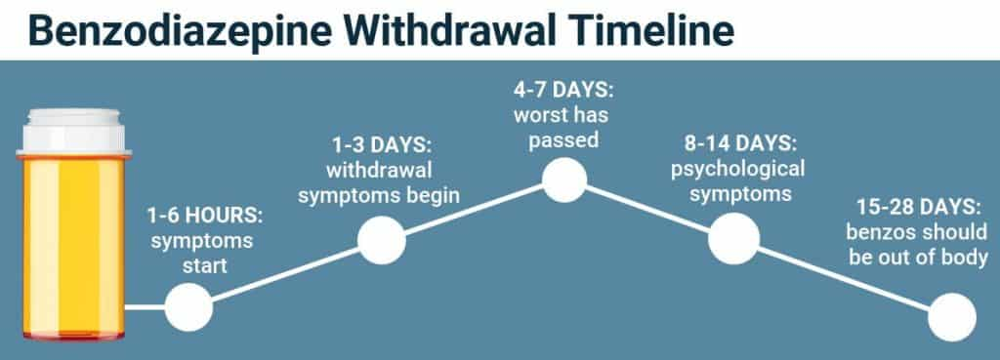 Benzodiazepine Withdrawal Timeline
1-6 HOURS:
symptoms
start
1-3 DAYS:
withdrawal
symptoms begin
4-7 DAYS:
worst has
passed
8-14 DAYS:
psychological
symptoms
15-28 DAYS:
benzos should
be out of body